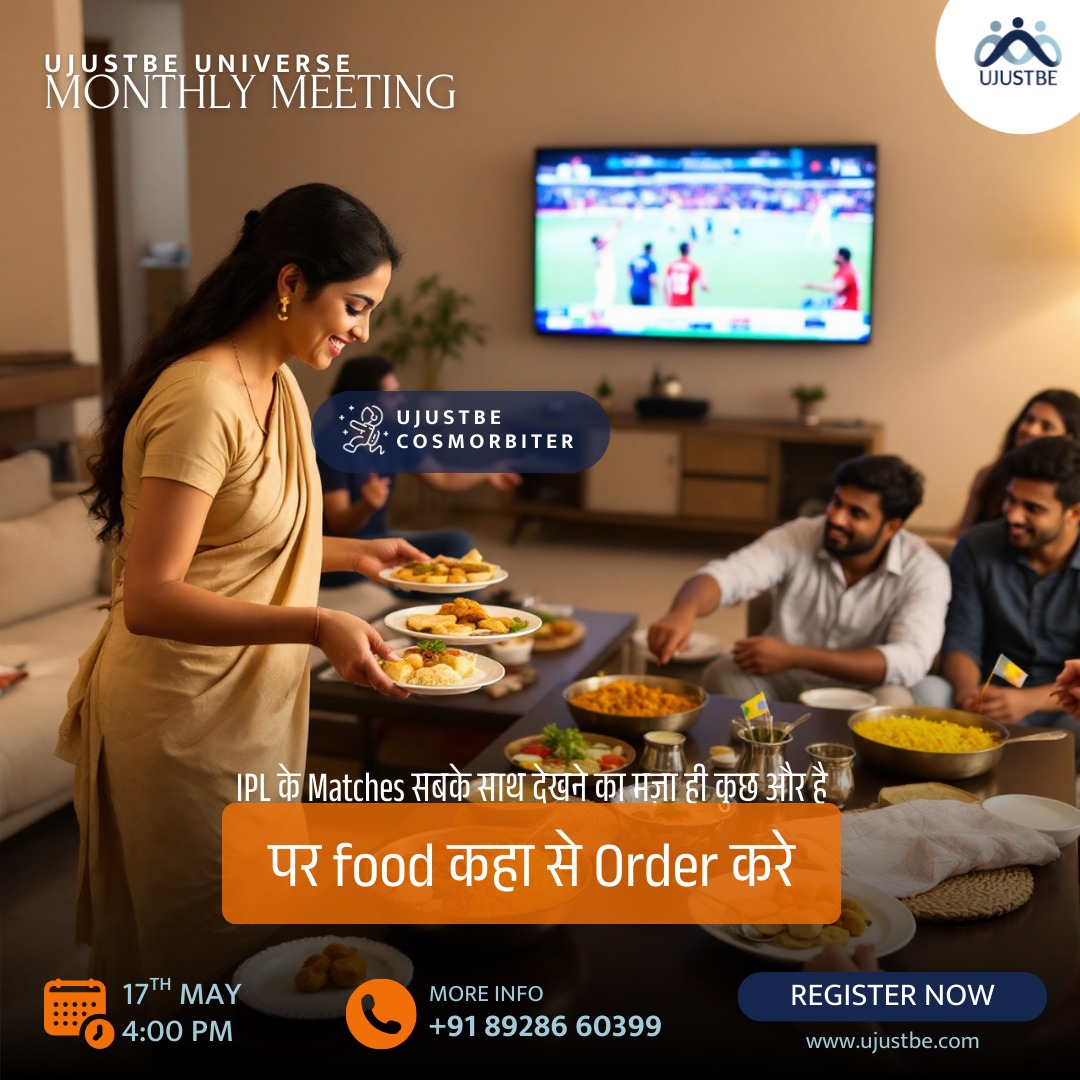 UJUSTBE UNIVERSE
MONTHLY MEETING
UJUSTBE
UJUSTBE
COSMORBITER
IPL के Matches सबके साथ देखने का मज़ा ही कुछ और है
पर food कहा से Order करे
17TH MAY
4:00 PM
MORE INFO
+91 89286 60399
REGISTER NOW
www.ujustbe.com